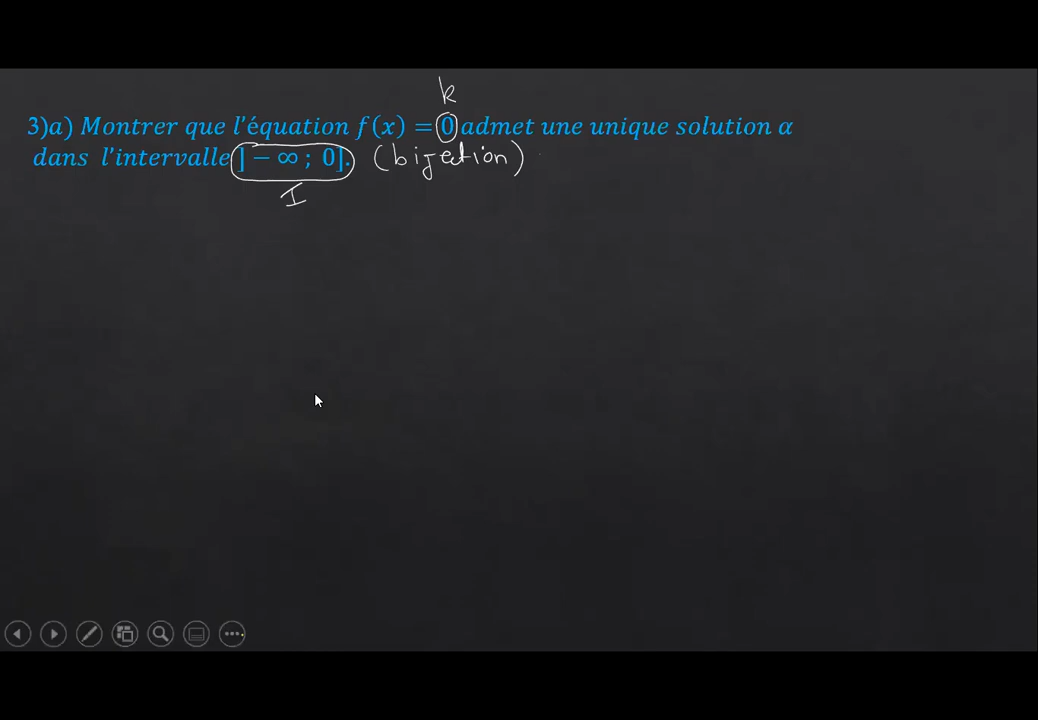 k
3)a) Montrer que l'équation f(x) = 0 admet une unique solution α
dans l'intervalle ]−∞ ; 0]. (bijection)
I